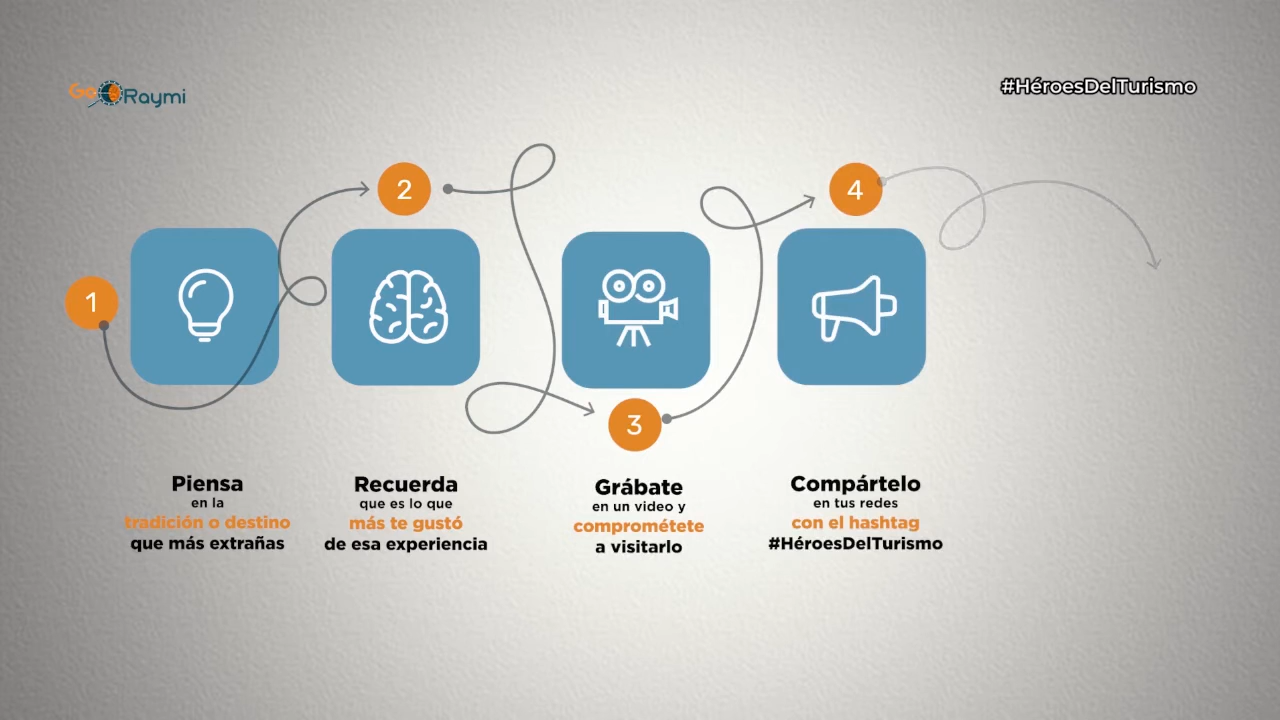 Geo Raymi
#HéroesDelTurismo
1
2
3
4
Piensa
en la
tradición o destino
que más extrañas
Recuerda
que es lo que
más te gustó
de esa experiencia
Grábate
en un video y
comprométete
a visitarlo
Compártelo
en tus redes
con el hashtag
#HéroesDelTurismo